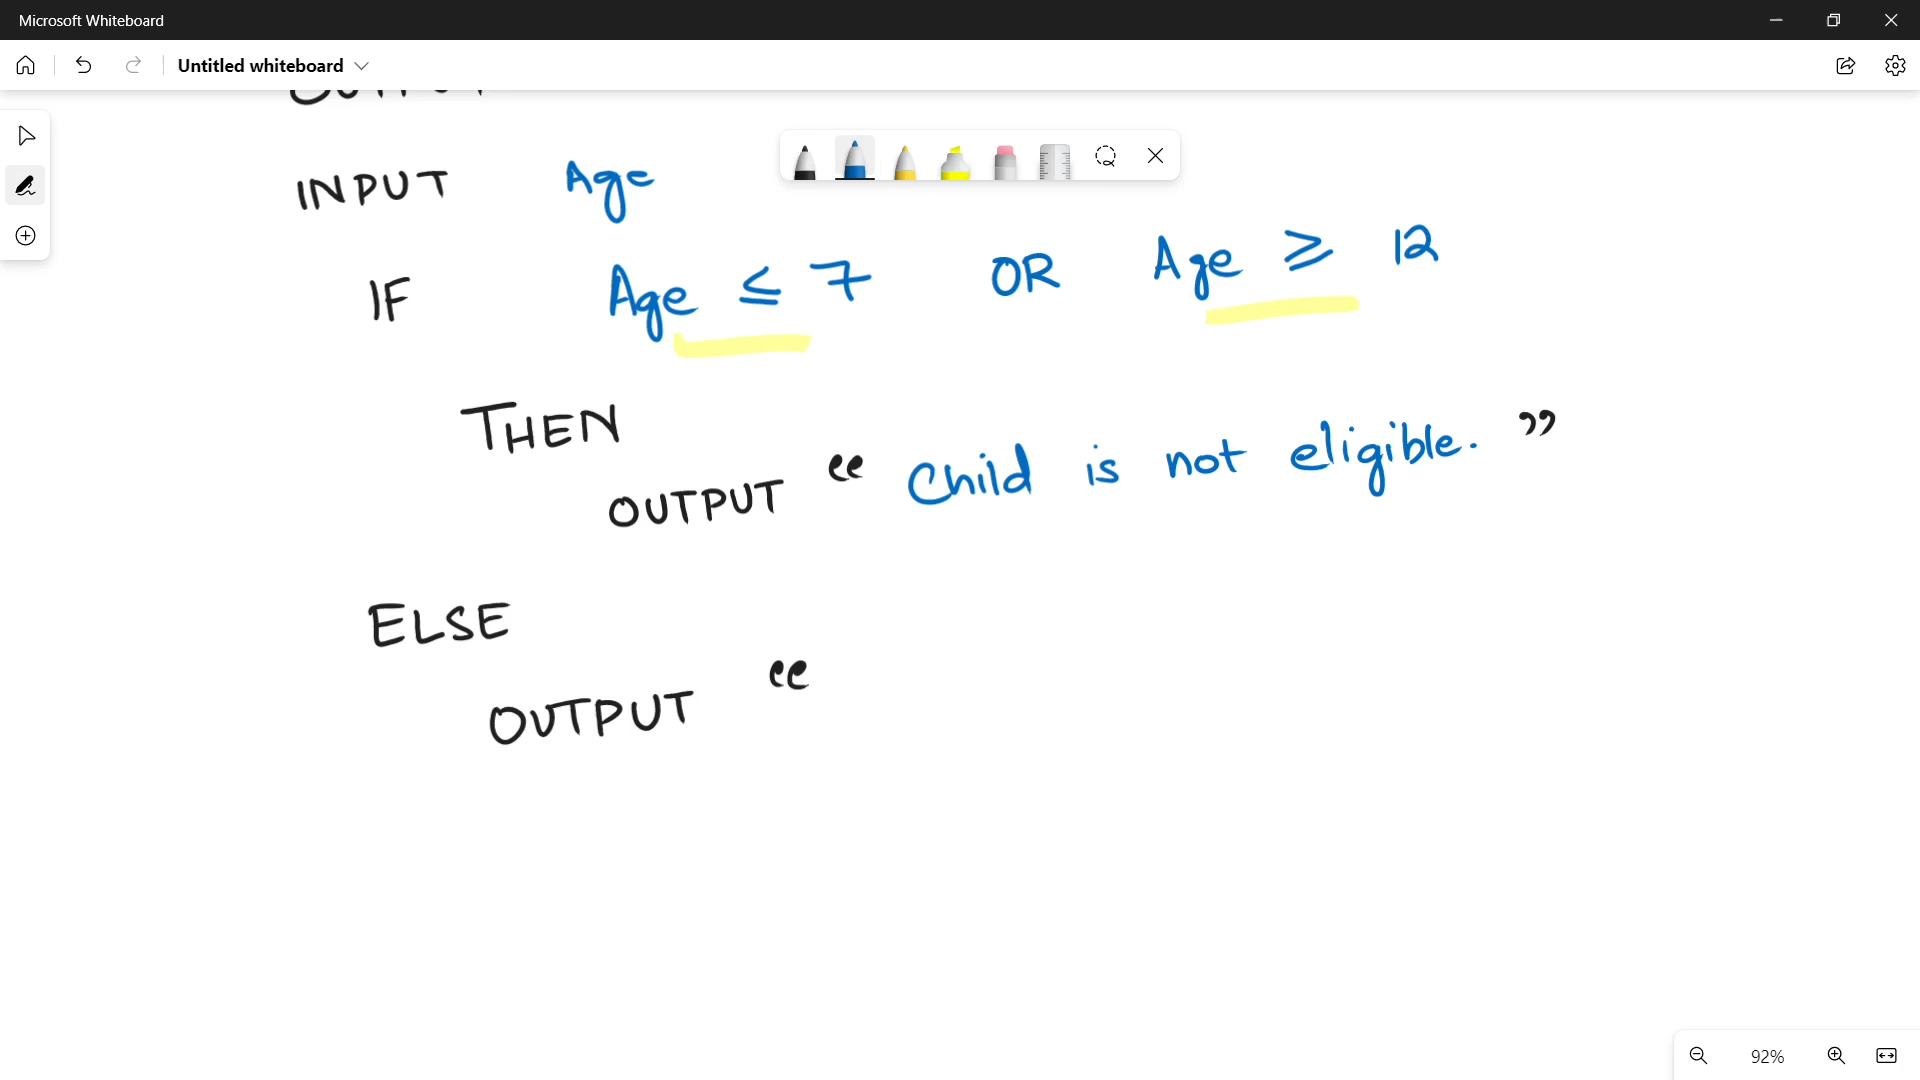 Microsoft Whiteboard
Untitled whiteboard
INPUT Age
IF Age ≤ 7 OR Age ≥ 12
THEN
OUTPUT “ Child is not eligible. ”
ELSE
OUTPUT “
92%